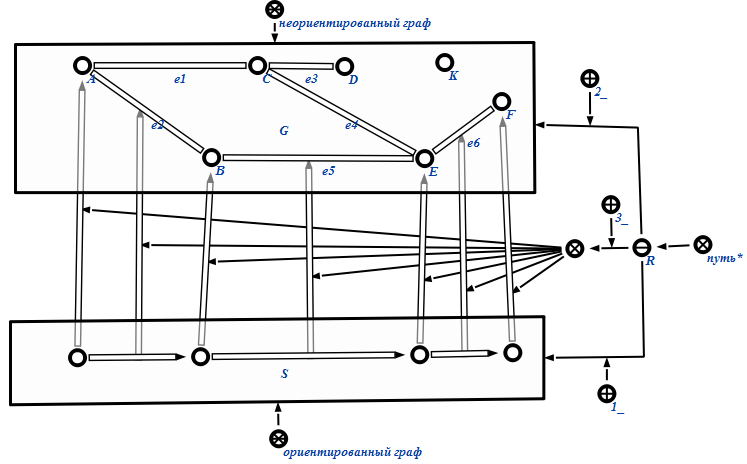 неориентированный граф
A
e1
C
e3
D
K
2_
F
e2
G
e4
e6
B
e5
E
3_
R
путь*
S
1_
ориентированный граф